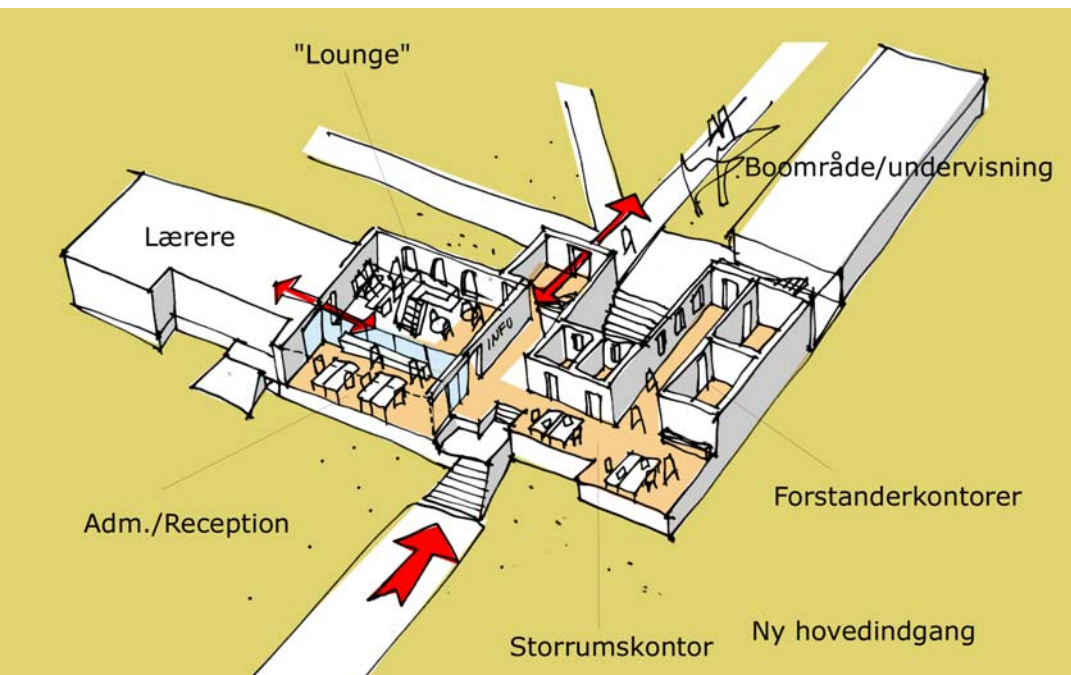 "Lounge"
Boområde/undervisning
Lærere
INFO
Forstanderkontorer
Adm./Reception
Ny hovedindgang
Storrumskontor